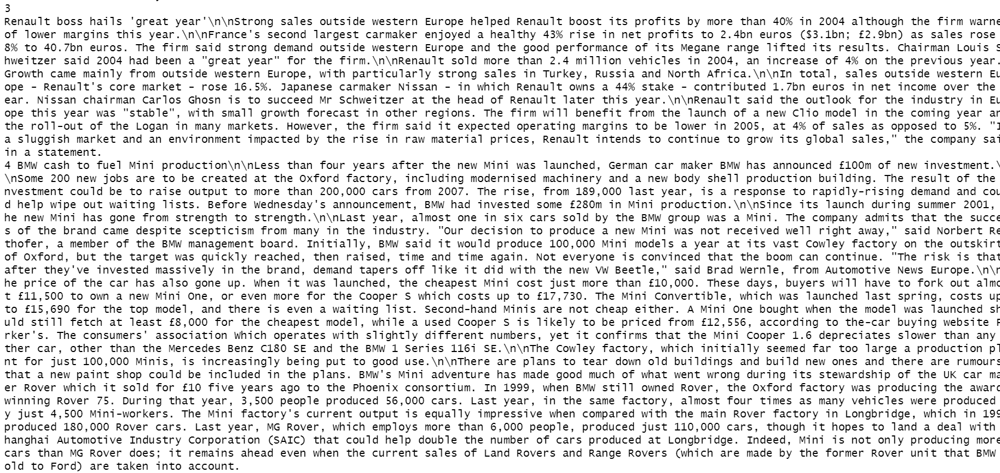 3
Renault boss hails 'great year'\n\nStrong sales outside western Europe helped Renault boost its profits by more than 40% in 2004 although the firm warne
of lower margins this year.\n\nFrance's second largest carmaker enjoyed a healthy 43% rise in net profits to 2.4bn euros ($3.1bn; £2.9bn) as sales rose
8% to 40.7bn euros. The firm said strong demand outside western Europe and the good performance of its Megane range lifted its results. Chairman Louis S
hweitzer said 2004 had been a "great year" for the firm.\n\nRenault sold more than 2.4 million vehicles in 2004, an increase of 4% on the previous year.
Growth came mainly from outside western Europe, with particularly strong sales in Turkey, Russia and North Africa.\n\nIn total, sales outside western Eu
ope - Renault's core market - rose 16.5%. Japanese carmaker Nissan - in which Renault owns a 44% stake - contributed 1.7bn euros in net income over the
ear. Nissan chairman Carlos Ghosn is to succeed Mr Schweitzer at the head of Renault later this year.\n\nRenault said the outlook for the industry in Eu
ope this year was "stable", with small growth forecast in other regions. The firm will benefit from the launch of a new Clio model in the coming year an
the roll-out of the Logan in many markets. However, the firm said it expected operating margins to be lower in 2005, at 4% of sales as opposed to 5%. "I
a sluggish market and an environment impacted by the rise in raw material prices, Renault intends to continue to grow its global sales," the company sai
in a statement.
4 BMW cash to fuel Mini production\n\nLess than four years after the new Mini was launched, German car maker BMW has announced £100m of new investment.\
\nSome 200 new jobs are to be created at the Oxford factory, including modernised machinery and a new body shell production building. The result of the
nvestment could be to raise output to more than 200,000 cars from 2007. The rise, from 189,000 last year, is a response to rapidly-rising demand and cou
d help wipe out waiting lists. Before Wednesday's announcement, BMW had invested some £280m in Mini production.\n\nSince its launch during summer 2001,
he new Mini has gone from strength to strength.\n\nLast year, almost one in six cars sold by the BMW group was a Mini. The company admits that the succe
s of the brand came despite scepticism from many in the industry. "Our decision to produce a new Mini was not received well right away," said Norbert Re
thofer, a member of the BMW management board. Initially, BMW said it would produce 100,000 Mini models a year at its vast Cowley factory on the outskirt
of Oxford, but the target was quickly reached, then raised, time and time again. Not everyone is convinced that the boom can continue. "The risk is that
after they've invested massively in the brand, demand tapers off like it did with the new VW Beetle," said Brad Wernle, from Automotive News Europe.\n\n
he price of the car has also gone up. When it was launched, the cheapest Mini cost just more than £10,000. These days, buyers will have to fork out almo
t £11,500 to own a new Mini One, or even more for the Cooper S which costs up to £17,730. The Mini Convertible, which was launched last spring, costs up
to £15,690 for the top model, and there is even a waiting list. Second-hand Minis are not cheap either. A Mini One bought when the model was launched sh
uld still fetch at least £8,000 for the cheapest model, while a used Cooper S is likely to be priced from £12,556, according to the-car buying website P
rker's. The consumers' association Which operates with slightly different numbers, yet it confirms that the Mini Cooper 1.6 depreciates slower than any
ther car, other than the Mercedes Benz C180 SE and the BMW 1 Series 116i SE.\n\nThe Cowley factory, which initially seemed far too large a production pl
nt for just 100,000 Minis, is increasingly being put to good use.\n\nThere are plans to tear down old buildings and build new ones and there are rumours
that a new paint shop could be included in the plans. BMW's Mini adventure has made good much of what went wrong during its stewardship of the UK car ma
er Rover which it sold for £10 five years ago to the Phoenix consortium. In 1999, when BMW still owned Rover, the Oxford factory was producing the award
winning Rover 75. During that year, 3,500 people produced 56,000 cars. Last year, in the same factory, almost four times as many vehicles were produced
y just 4,500 Mini-workers. The Mini factory's current output is equally impressive when compared with the main Rover factory in Longbridge, which in 199
produced 180,000 Rover cars. Last year, MG Rover, which employs more than 6,000 people, produced just 110,000 cars, though it hopes to land a deal with
hanghai Automotive Industry Corporation (SAIC) that could help double the number of cars produced at Longbridge. Indeed, Mini is not only producing more
cars than MG Rover does; it remains ahead even when the current sales of Land Rovers and Range Rovers (which are made by the former Rover unit that BMW
old to Ford) are taken into account.